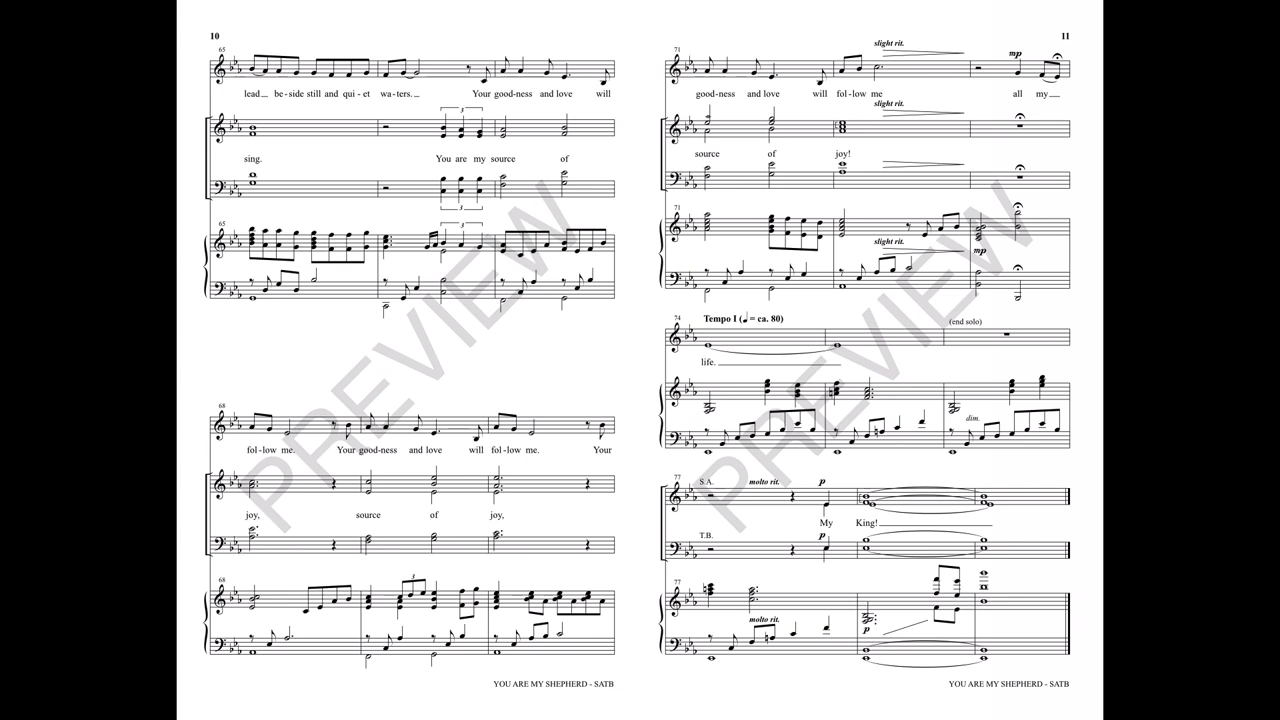 10
65
lead__ be-side still and qui - et wa-ters.__ Your good-ness and love will
3
sing. You are my source of
3
65
3
68
fol-low me. Your good-ness and love will fol-low me. Your
joy, source of joy,
68
3
YOU ARE MY SHEPHERD - SATB
11
71
slight rit.
mp
good-ness and love will fol-low me all my__
slight rit.
source of joy!
71
slight rit.
mp
74
Tempo I (♩ = ca. 80)
(end solo)
life.
dim.
77
S.A.
molto rit.
p
My King!
T.B.
p
77
molto rit.
p
YOU ARE MY SHEPHERD - SATB
PREVIEW
PREVIEW